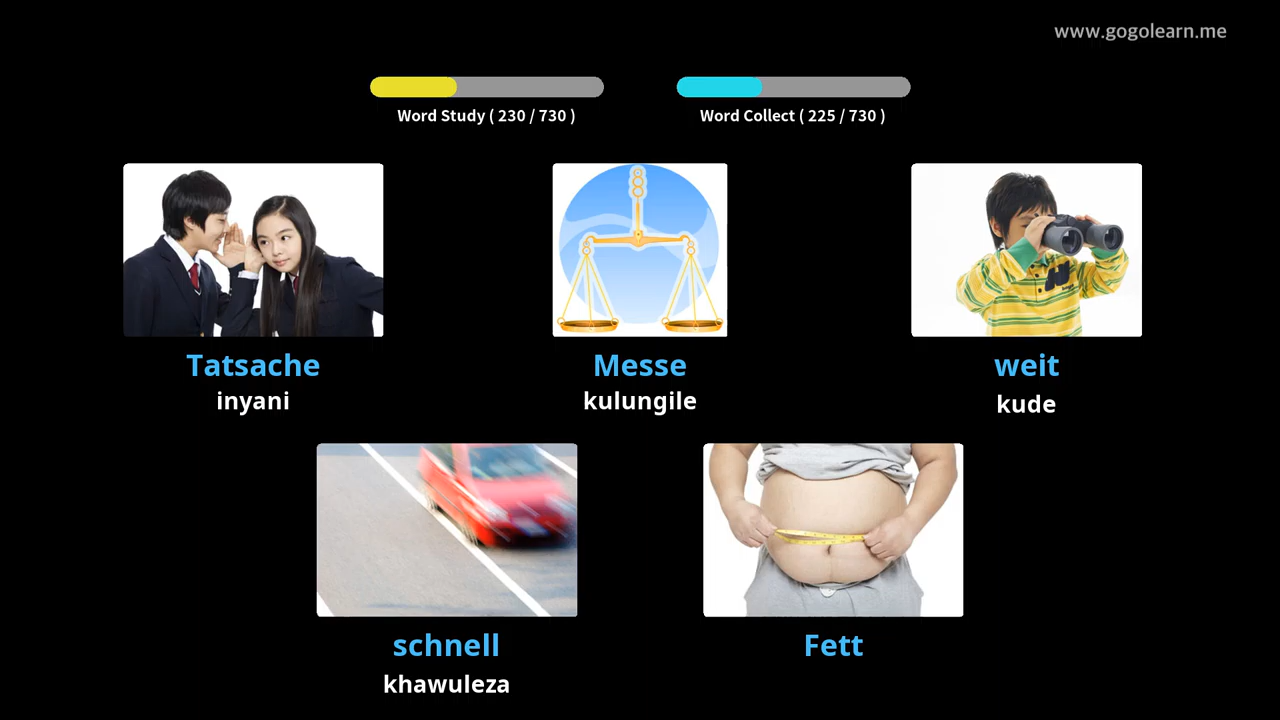 www.gogolearn.me
Word Study ( 230 / 730 )
Word Collect ( 225 / 730 )
Tatsache
inyani
Messe
kulungile
weit
kude
schnell
khawuleza
Fett